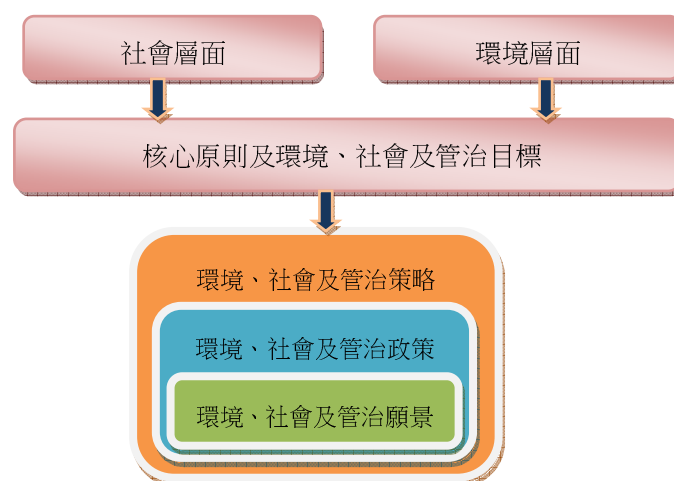 社會層面
環境層面
核心原則及環境、社會及管治目標
環境、社會及管治策略
環境、社會及管治政策
環境、社會及管治願景